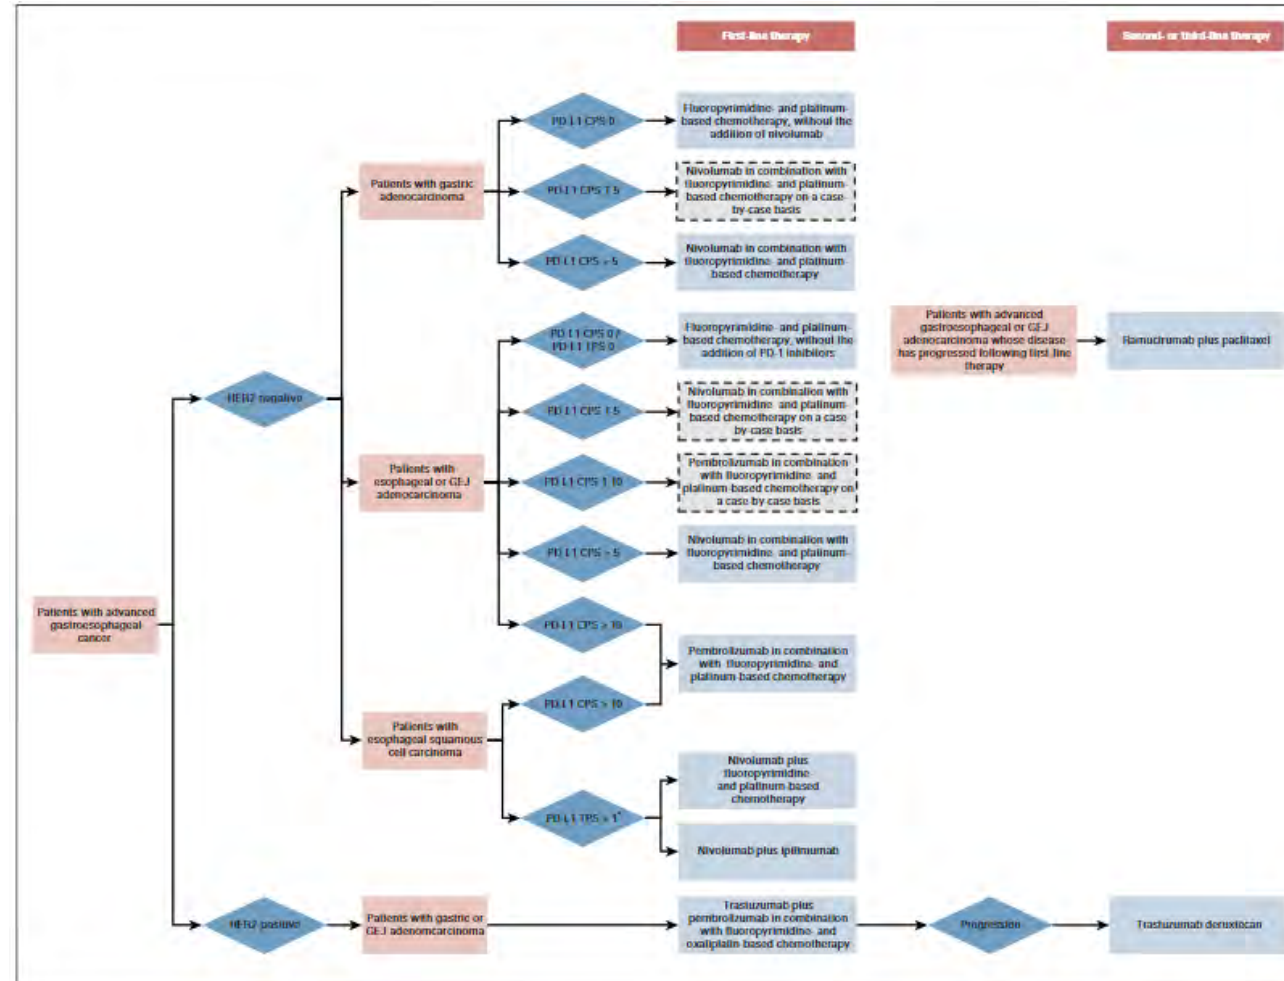 First-line therapy
Second- or third-line therapy
PD-L1 CPS 0
Fluoropyrimidine- and platinum-
based chemotherapy, without the
addition of nivolumab
Patients with gastric
adenocarcinoma
PD-L1 CPS 1-5
Nivolumab in combination with
fluoropyrimidine- and platinum-
based chemotherapy on a case-
by-case basis
PD-L1 CPS
5
Nivolumab in combination with
fluoropyrimidine- and platinum-
based chemotherapy
PD-L1 CPS 0 /
PD-L1 TPS 0
Fluoropyrimidine- and platinum-
based chemotherapy, without the
addition of PD-1 inhibitors
Patients with advanced
gastroesophageal or GEJ
adenocarcinoma whose disease
has progressed following first-line
therapy
Ramucirumab plus paclitaxel
HER2 negative
PD-L1 CPS 1-5
Nivolumab in combination with
fluoropyrimidine- and platinum-
based chemotherapy on a case-
by-case basis
Patients with
esophageal or GEJ
adenocarcinoma
PD-L1 CPS 1-10
Pembrolizumab in combination
with fluoropyrimidine- and
platinum-based chemotherapy on
a case-by-case basis
PD-L1 CPS
5
Nivolumab in combination with
fluoropyrimidine- and platinum-
based chemotherapy
Patients with advanced
gastroesophageal
cancer
PD-L1 CPS
10
Pembrolizumab in combination
with fluoropyrimidine- and
platinum-based chemotherapy
PD-L1 CPS
10
Patients with
esophageal squamous
cell carcinoma
Nivolumab plus
fluoropyrimidine
and platinum-based
chemotherapy
PD-L1 TPS
1*
Nivolumab plus ipilimumab
HER2 positive
Patients with gastric or
GEJ adenomcarcinoma
Trastuzumab plus
pembrolizumab in combination
with fluoropyrimidine- and
oxaliplatin-based chemotherapy
Progression
Trastuzumab deruxtecan